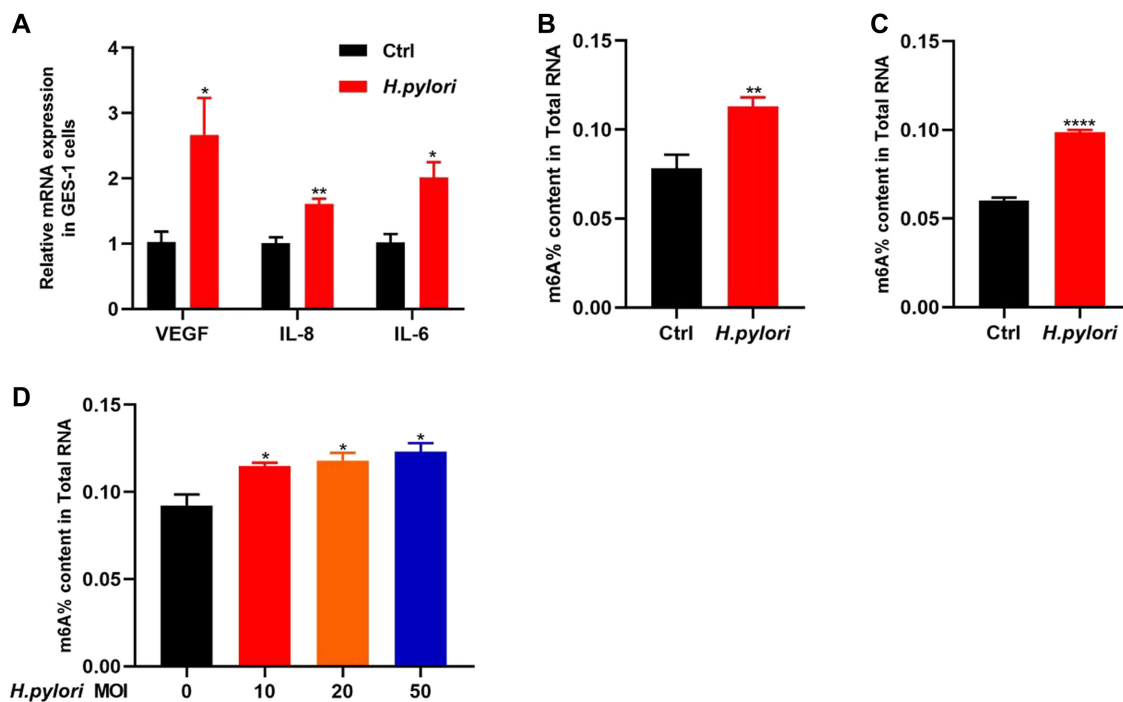 A
Relative mRNA expression
in GES-1 cells
4
3
2
1
0
*
**
*
Ctrl
H.pylori
VEGF IL-8 IL-6
B
m6A% content in Total RNA
0.15
0.10
0.05
0.00
**
Ctrl H.pylori
C
m6A% content in Total RNA
0.15
0.10
0.05
0.00
****
Ctrl H.pylori
D
m6A% content in Total RNA
0.15
0.10
0.05
0.00
* * *
H.pylori MOI 0 10 20 50